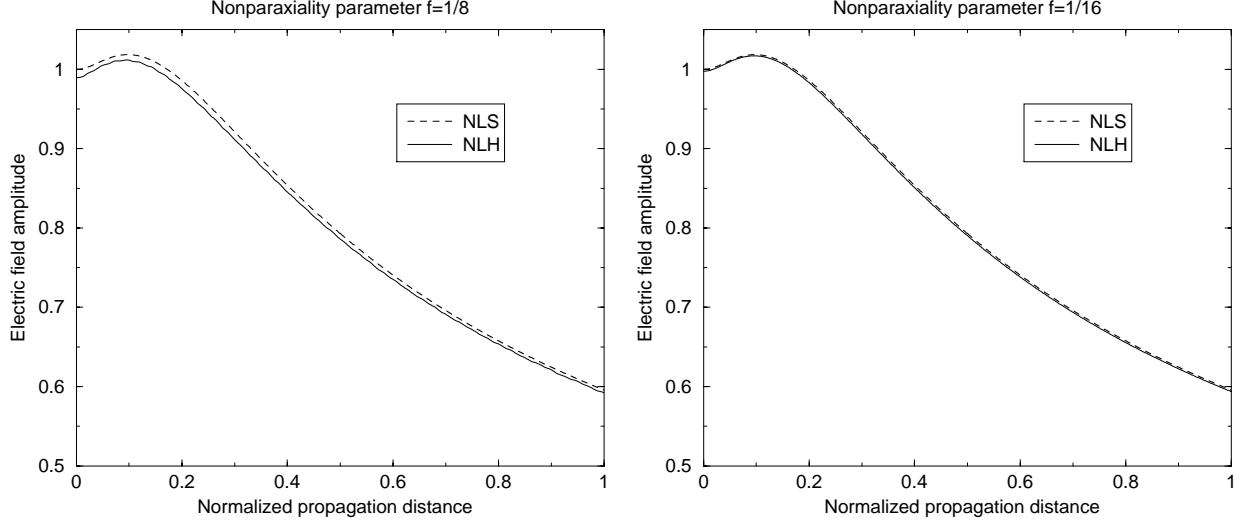 Nonparaxiality parameter f=1/8
Electric field amplitude
1
0.9
0.8
0.7
0.6
0.5
NLS
NLH
0
0.2
0.4
0.6
0.8
1
Normalized propagation distance
Nonparaxiality parameter f=1/16
Electric field amplitude
1
0.9
0.8
0.7
0.6
0.5
NLS
NLH
0
0.2
0.4
0.6
0.8
1
Normalized propagation distance